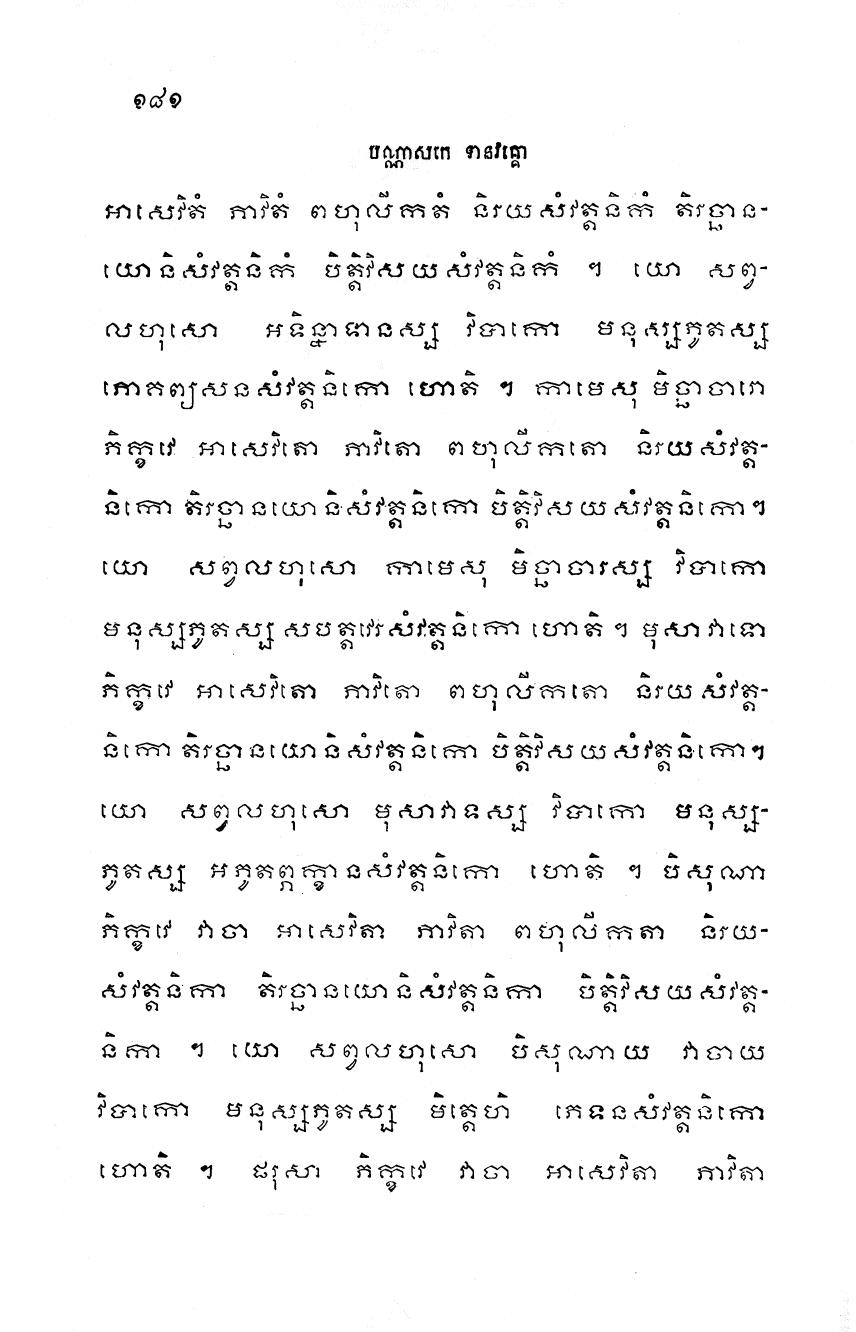 ១៨១
បណ្ណាសកេ ទានវគ្គោ
អាសេវិតំ ភាវិតំ ពហុលីកតំ និរយសំវត្តនិកំ តិរច្ឆាន-
យោនិសំវត្តនិកំ បិត្តិវិសយសំវត្តនិកំ ។ យោ សព្វ-
លហុសោ អទិន្នាទានស្ស វិបាកោ មនុស្សភូតស្ស
ភោគព្យសនសំវត្តនិកោ ហោតិ ។ កាមេសុ មិច្ឆាចារោ
ភិក្ខវេ អាសេវិតោ ភាវិតោ ពហុលីកតោ និរយសំវត្ត-
និកោ តិរច្ឆានយោនិសំវត្តនិកោ បិត្តិវិសយសំវត្តនិកោ។
យោ សព្វលហុសោ កាមេសុ មិច្ឆាចារស្ស វិបាកោ
មនុស្សភូតស្ស សបត្តវេរសំវត្តនិកោ ហោតិ ។ មុសាវាទោ
ភិក្ខវេ អាសេវិតោ ភាវិតោ ពហុលីកតោ និរយសំវត្ត-
និកោ តិរច្ឆានយោនិសំវត្តនិកោ បិត្តិវិសយសំវត្តនិកោ។
យោ សព្វលហុសោ មុសាវាទស្ស វិបាកោ មនុស្ស-
ភូតស្ស អភូតព្ភក្ខានសំវត្តនិកោ ហោតិ ។ បិសុណា
ភិក្ខវេ វាចា អាសេវិតា ភាវិតា ពហុលីកតា និរយ-
សំវត្តនិកា តិរច្ឆានយោនិសំវត្តនិកា បិត្តិវិសយសំវត្ត-
និកា ។ យោ សព្វលហុសោ បិសុណាយ វាចាយ
វិបាកោ មនុស្សភូតស្ស មិត្តេហិ ភេទនសំវត្តនិកោ
ហោតិ ។ ផរុសា ភិក្ខវេ វាចា អាសេវិតា ភាវិតា